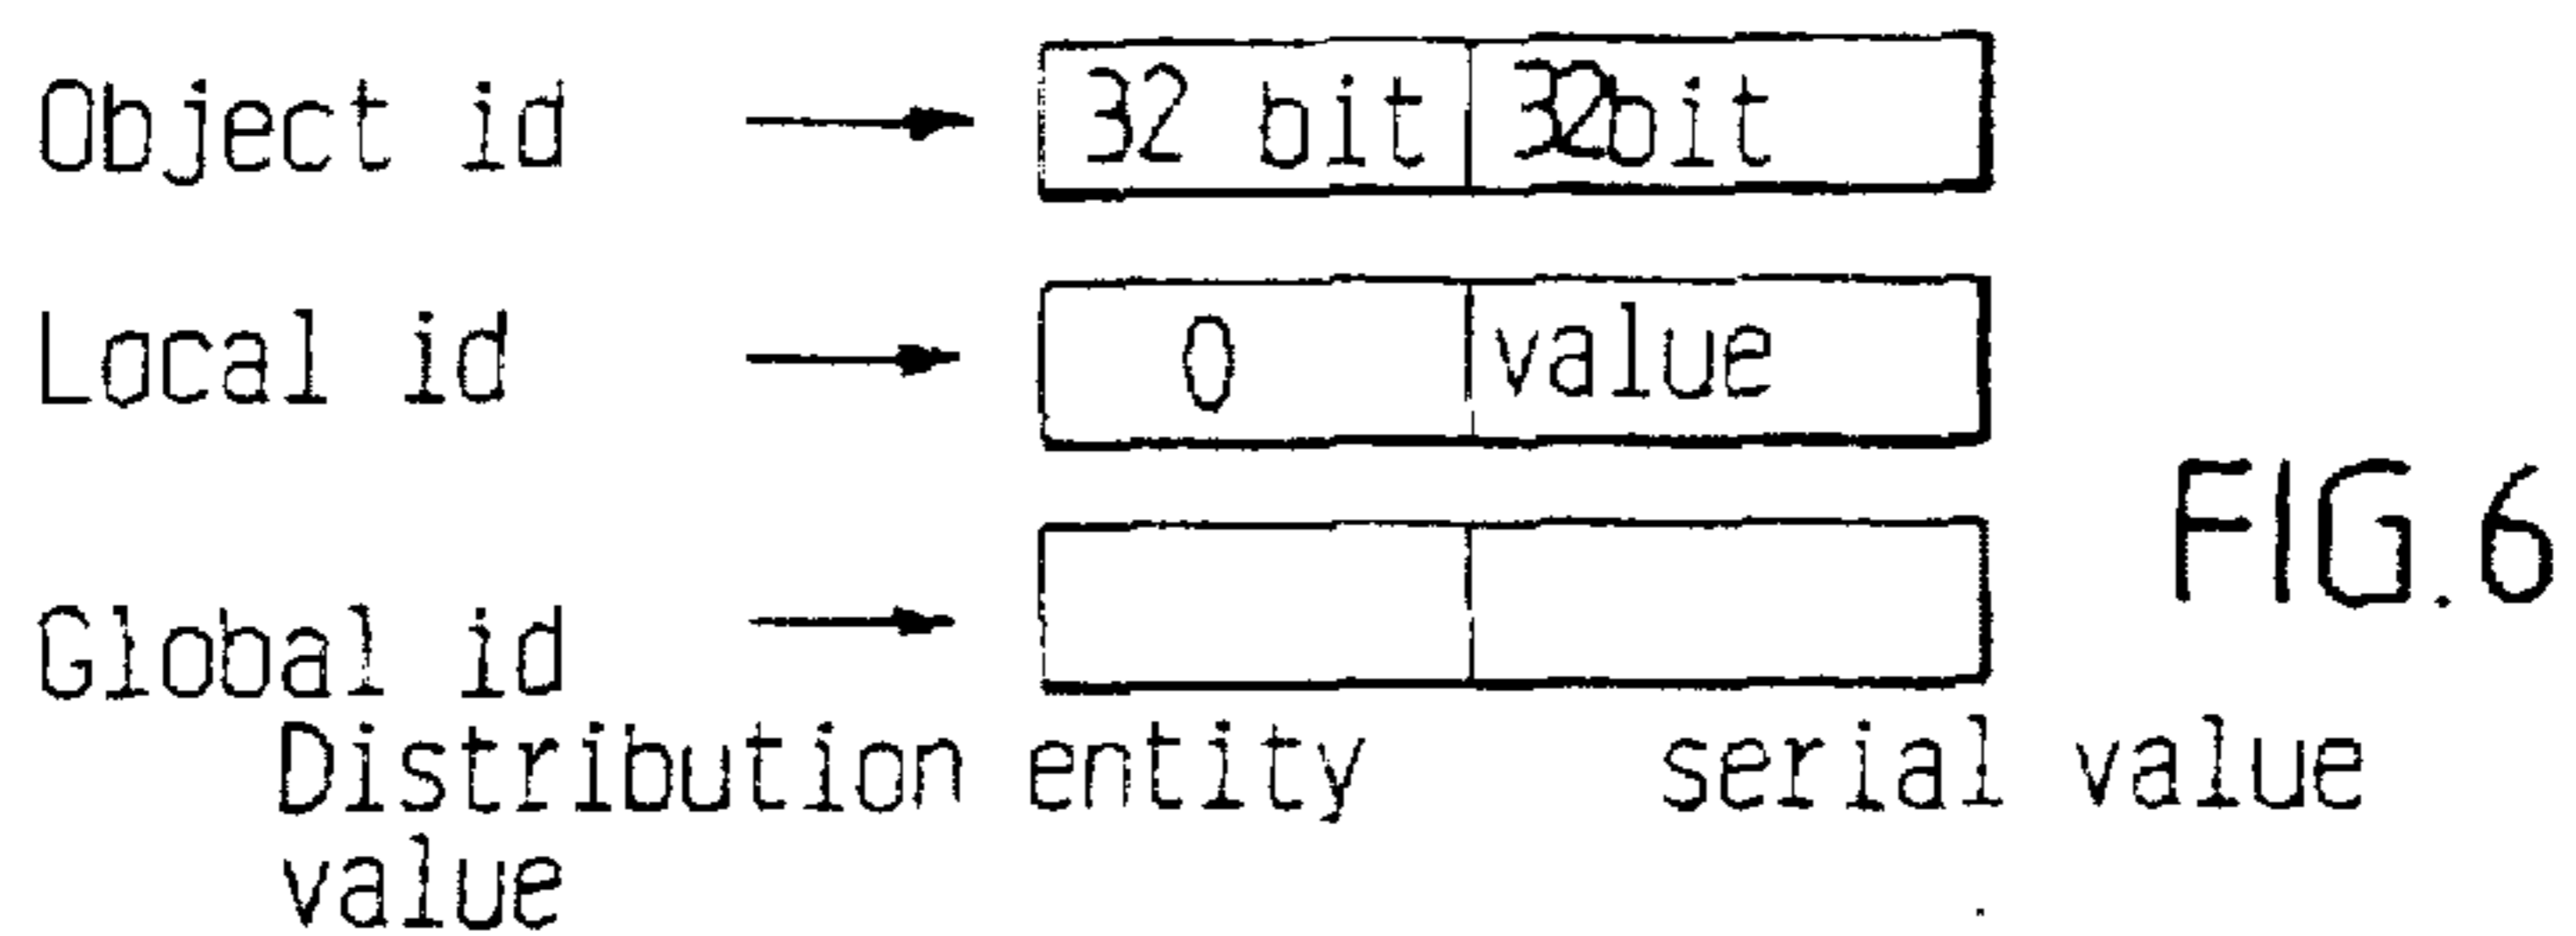 Object id 32 bit 32bit
Local id 0 value
Global id
FIG.6
Distribution entity serial value
value